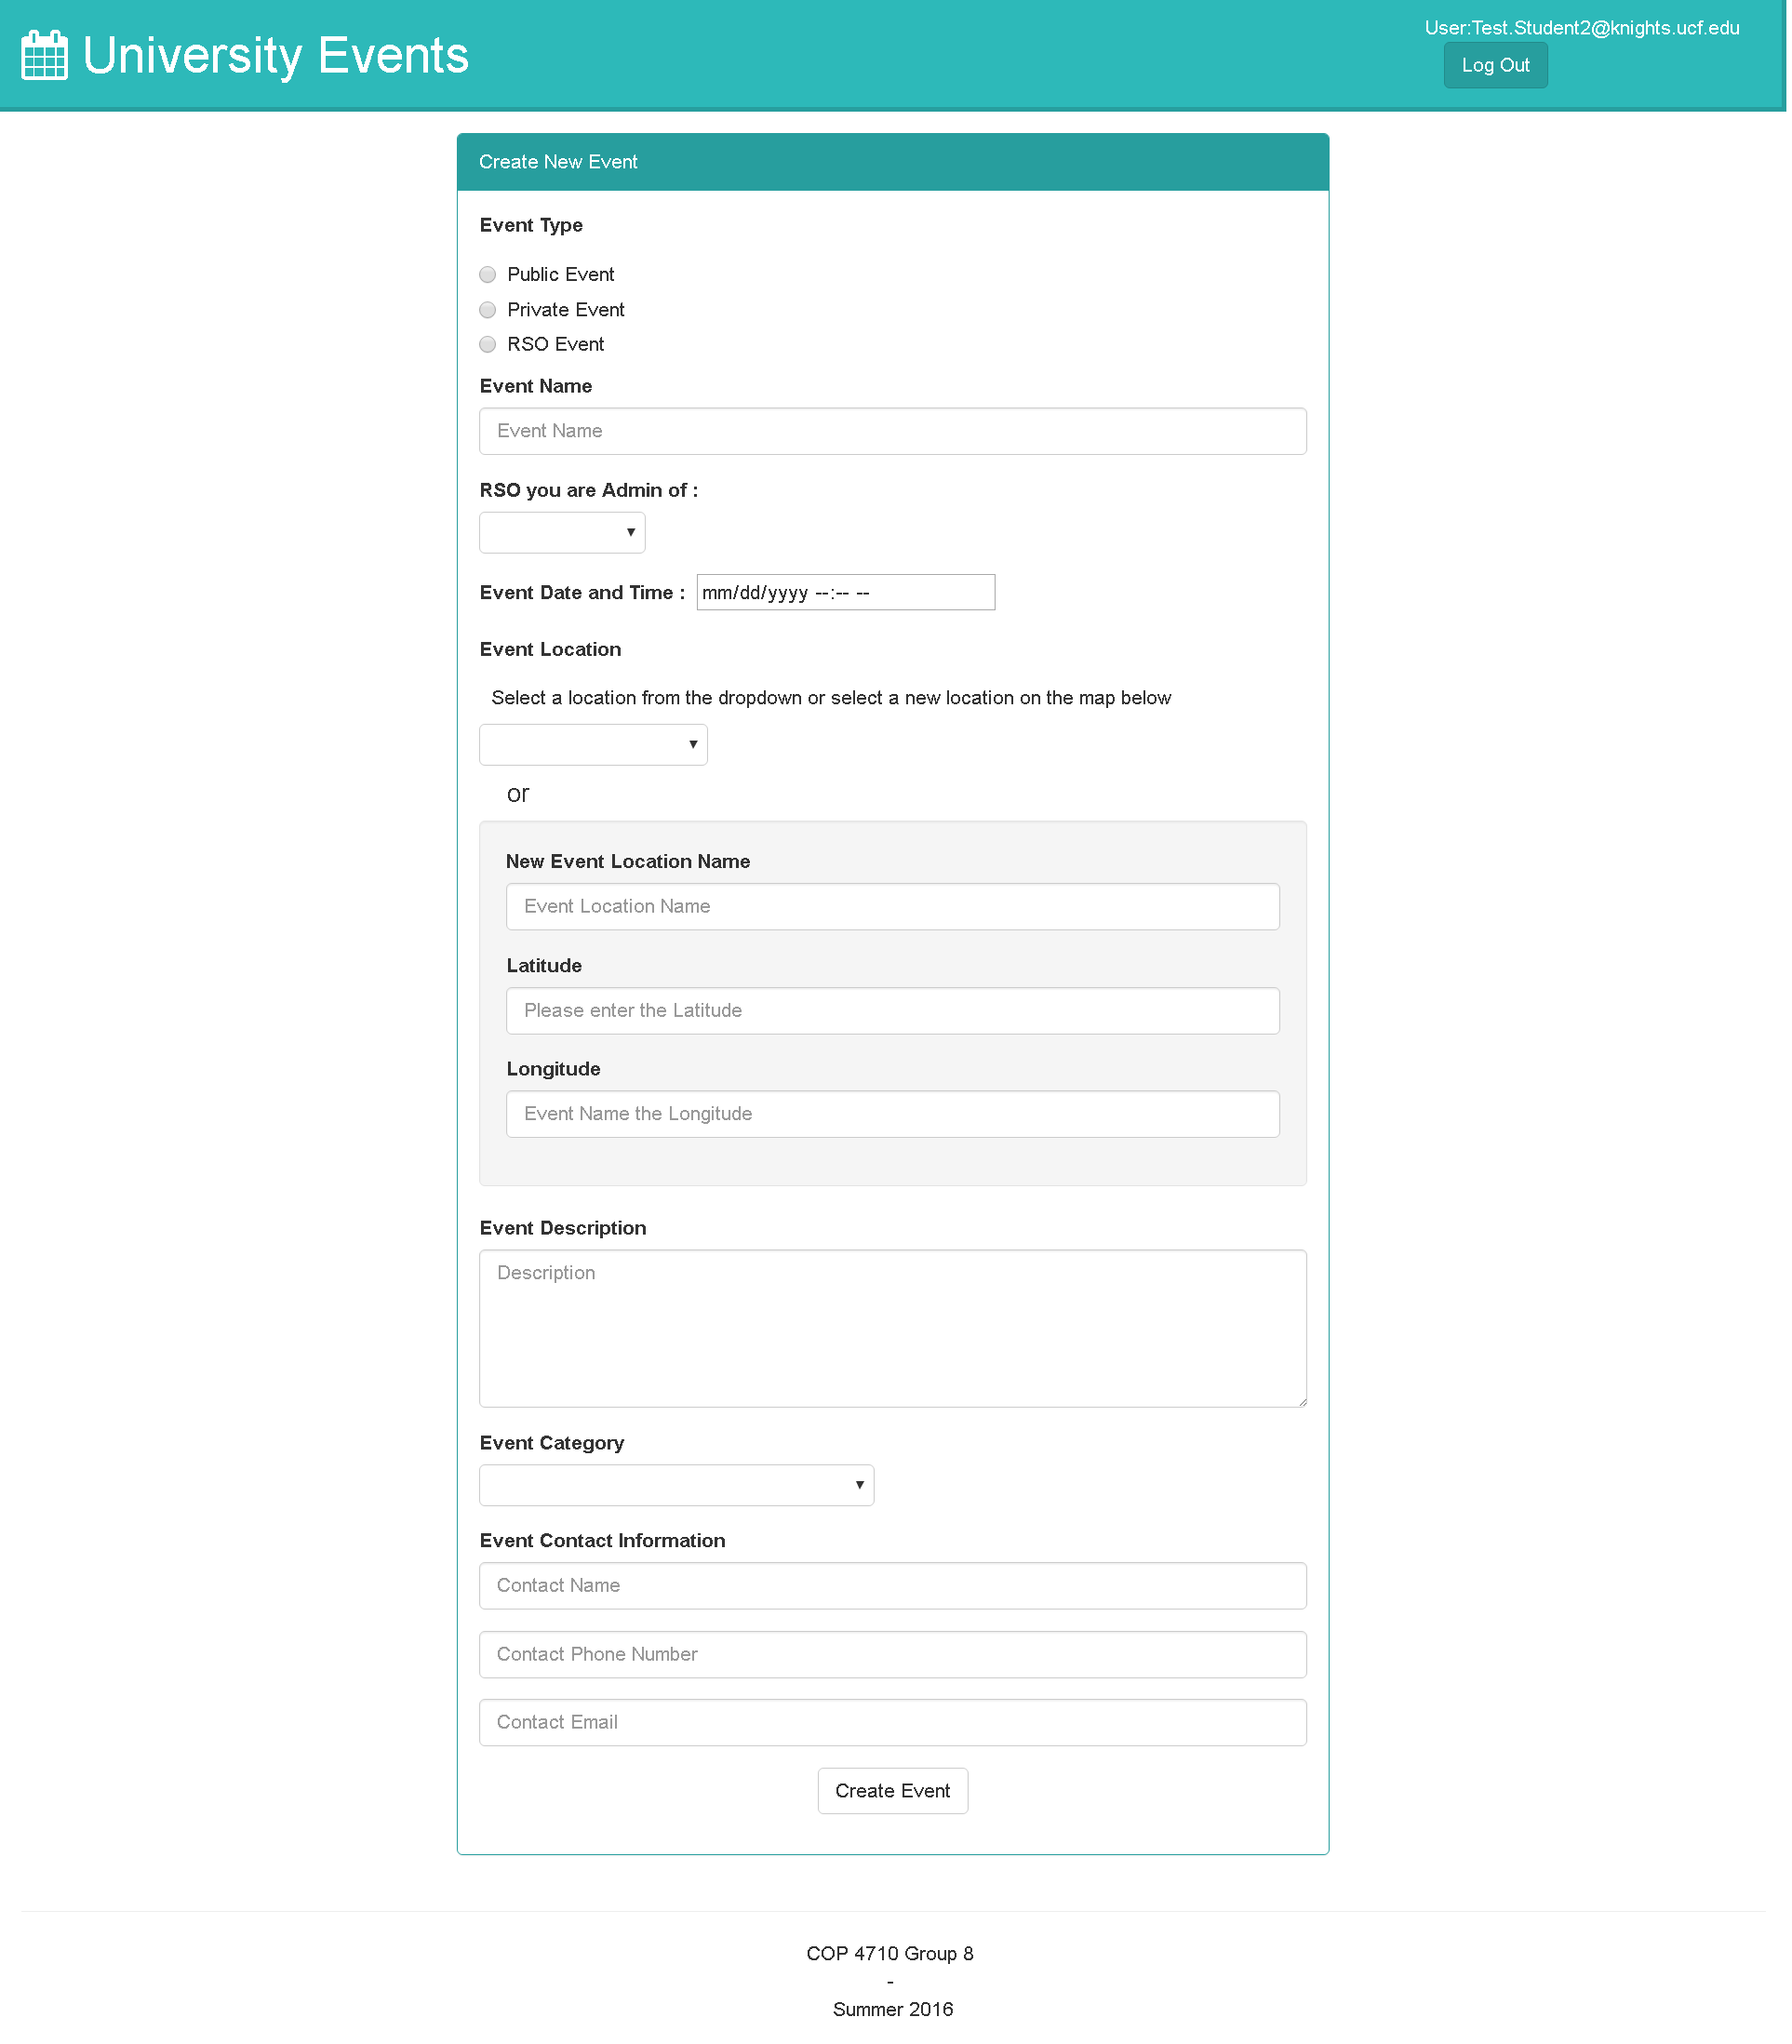 University Events
User:Test.Student2@knights.ucf.edu
Log Out
Create New Event
Event Type
Public Event
Private Event
RSO Event
Event Name
Event Name
RSO you are Admin of :
Event Date and Time : mm/dd/yyyy --:-- --
Event Location
Select a location from the dropdown or select a new location on the map below
or
New Event Location Name
Event Location Name
Latitude
Please enter the Latitude
Longitude
Event Name the Longitude
Event Description
Description
Event Category
Event Contact Information
Contact Name
Contact Phone Number
Contact Email
Create Event
COP 4710 Group 8
-
Summer 2016